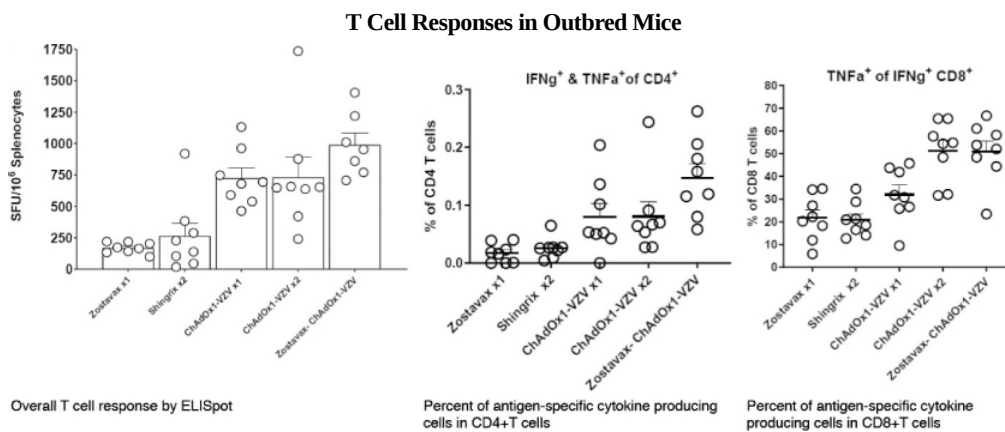 T Cell Responses in Outbred Mice
1750
1500
1250
1000
750
500
250
0
SFU/10⁶ Splenocytes
Zostavax x1
Shingrix x2
ChAdOx1-VZV x1
ChAdOx1-VZV x2
Zostavax- ChAdOx1-VZV
Overall T cell response by ELISpot
IFNg⁺ & TNFa⁺of CD4⁺
0.3
0.2
0.1
0.0
% of CD4 T cells
Zostavax x1
Shingrix x2
ChAdOx1-VZV x1
ChAdOx1-VZV x2
Zostavax- ChAdOx1-VZV
Percent of antigen-specific cytokine producing
cells in CD4+T cells
TNFa⁺ of IFNg⁺ CD8⁺
80
70
60
50
40
30
20
10
0
% of CD8 T cells
Zostavax x1
Shingrix x2
ChAdOx1-VZV x1
ChAdOx1-VZV x2
Zostavax- ChAdOx1-VZV
Percent of antigen-specific cytokine
producing cells in CD8+T cells